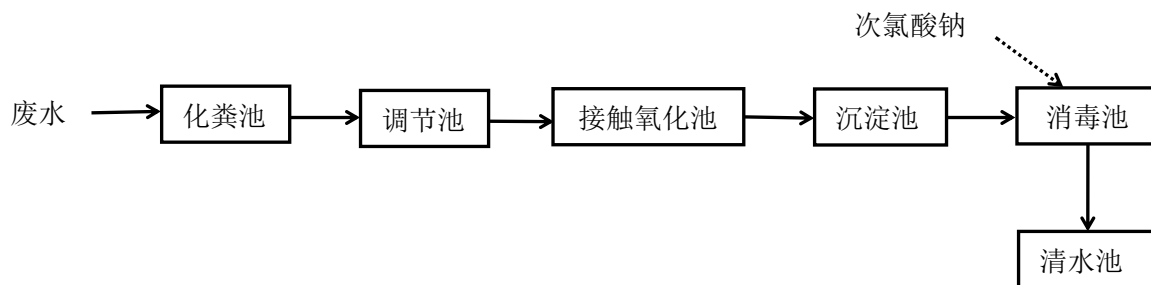 次氯酸钠
废水
化粪池
调节池
接触氧化池
沉淀池
消毒池
清水池